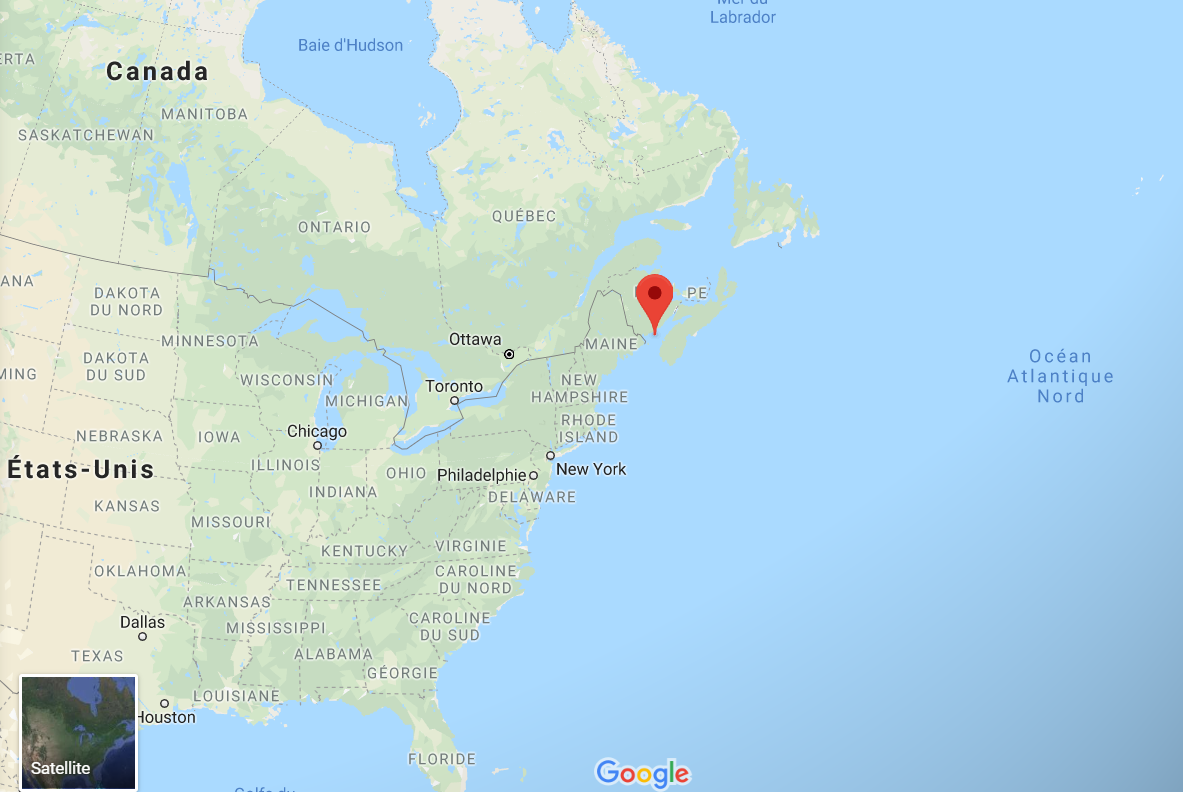 Mer du
Labrador
Baie d'Hudson
ERTA
Canada
MANITOBA
SASKATCHEWAN
QUÉBEC
ONTARIO
ANA
DAKOTA
DU NORD
PE
MINNESOTA
Ottawa
MAINE
DAKOTA
DU SUD
MING
WISCONSIN
Toronto
MICHIGAN
NEW
HAMPSHIRE
Océan
Atlantique
Nord
RHODE
ISLAND
NEBRASKA
IOWA
Chicago
États-Unis
ILLINOIS
OHIO
Philadelphie
New York
INDIANA
DELAWARE
KANSAS
MISSOURI
KENTUCKY
VIRGINIE
OKLAHOMA
TENNESSEE
CAROLINE
DU NORD
ARKANSAS
Dallas
MISSISSIPPI
CAROLINE
DU SUD
TEXAS
ALABAMA
GÉORGIE
LOUISIANE
Houston
FLORIDE
Satellite
Google
Golfe du